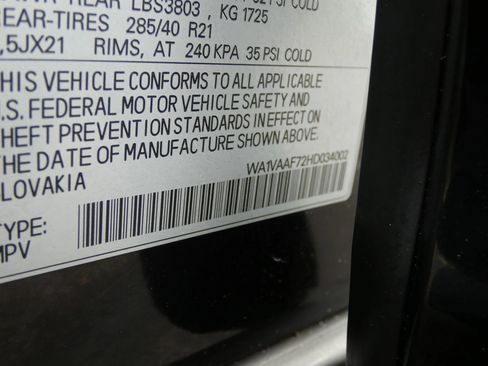 REAR LBS3803 , KG 1725
EAR-TIRES 285/40 R21
,5JX21 RIMS, AT 240 KPA 35 PSI COLD
HIS VEHICLE CONFORMS TO ALL APPLICABLE
.S. FEDERAL MOTOR VEHICLE SAFETY AND
HEFT PREVENTION STANDARDS IN EFFECT ON
THE DATE OF MANUFACTURE SHOWN ABOVE
LOVAKIA
WA1VAAF72HD034002
TYPE:
MPV